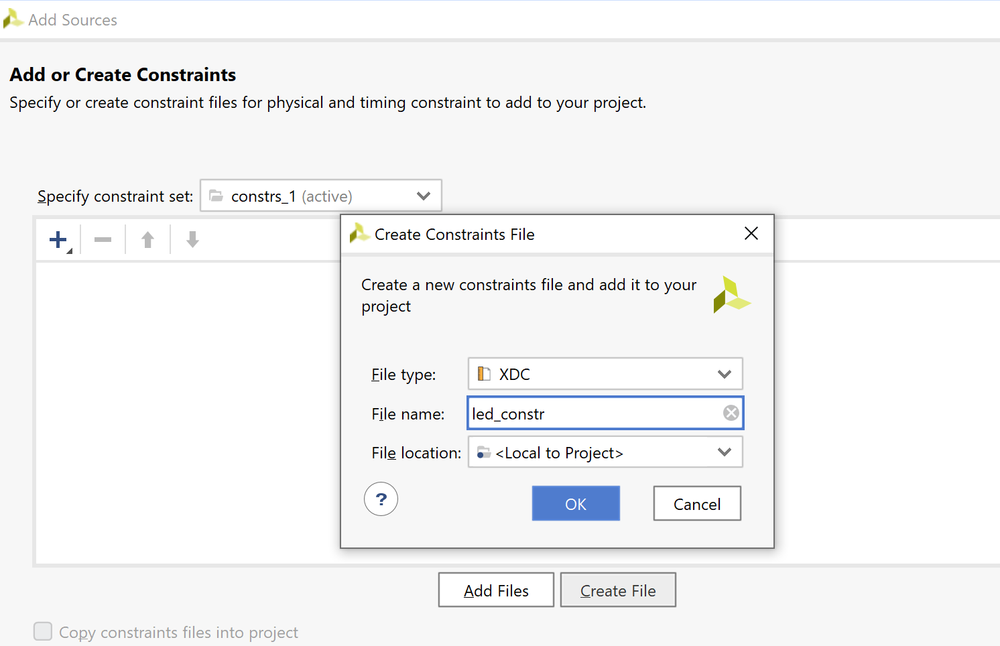 Add Sources
Add or Create Constraints
Specify or create constraint files for physical and timing constraint to add to your project.
Specify constraint set: constrs_1 (active)
Create Constraints File
Create a new constraints file and add it to your
project
File type: XDC
File name: led_constr
File location: <Local to Project>
? OK Cancel
Add Files Create File
Copy constraints files into project